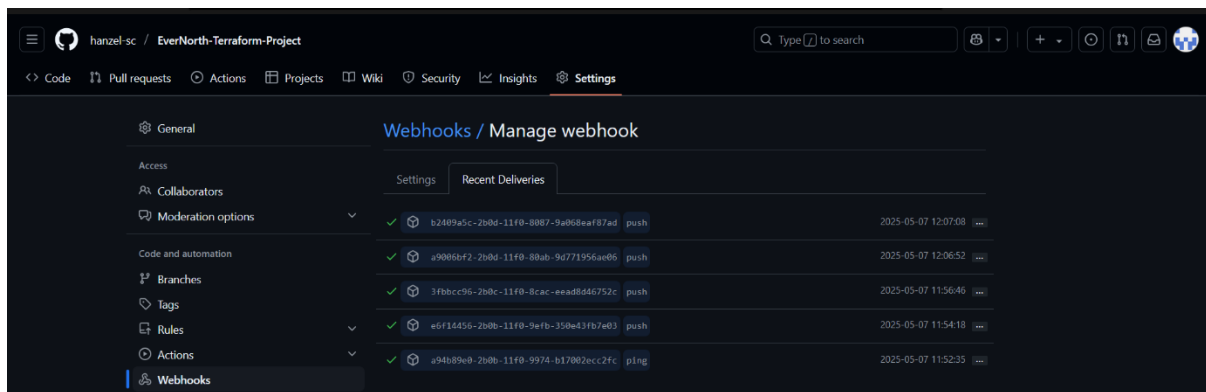 hanzel-sc / EverNorth-Terraform-Project
Type / to search
Code Pull requests Actions Projects Wiki Security Insights Settings
General
Access
Collaborators
Moderation options
Code and automation
Branches
Tags
Rules
Actions
Webhooks
Webhooks / Manage webhook
Settings Recent Deliveries
b2409a5c-2b0d-11f0-8087-9a068eaf87ad push 2025-05-07 12:07:08 ...
a9006bf2-2b0d-11f0-80ab-9d771956ae06 push 2025-05-07 12:06:52 ...
3fbbcc96-2b0c-11f0-8cac-eead8d46752c push 2025-05-07 11:56:46 ...
e6f14456-2b0b-11f0-9efb-350e43fb7e03 push 2025-05-07 11:54:18 ...
a94b89e0-2b0b-11f0-9974-b17002ecc2fc ping 2025-05-07 11:52:35 ...